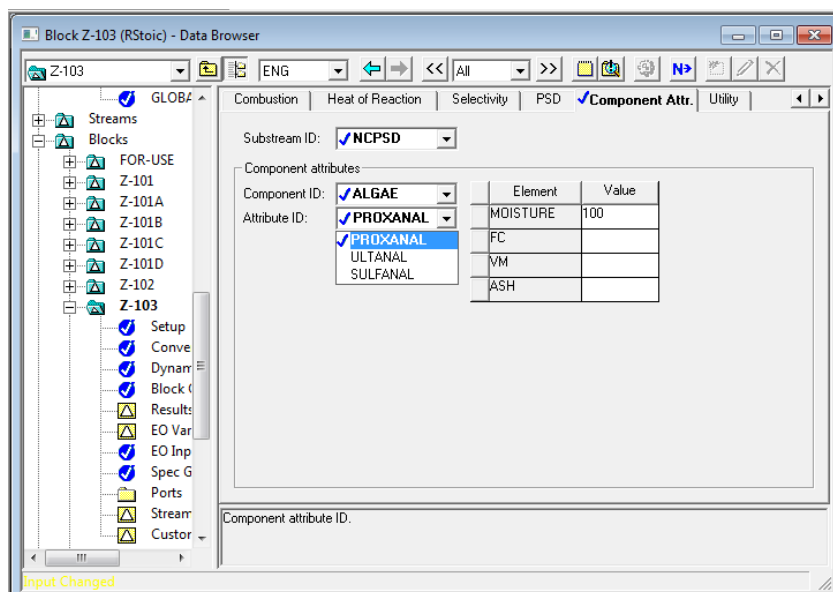 Block Z-103 (RStoic) - Data Browser
Z-103
ENG
<<
All
>>
N
GLOBA
Streams
Blocks
FOR-USE
Z-101
Z-101A
Z-101B
Z-101C
Z-101D
Z-102
Z-103
Setup
Conve
Dynam
Block
Results
EO Var
EO Inp
Spec G
Ports
Stream
Custor
Combustion Heat of Reaction Selectivity PSD Component Attr. Utility
Substream ID: NCPSD
Component attributes
Component ID: ALGAE
Attribute ID: PROXANAL
PROXANAL
ULTANAL
SULFANAL
Element Value
MOISTURE 100
FC
VM
ASH
Component attribute ID.
Input Changed